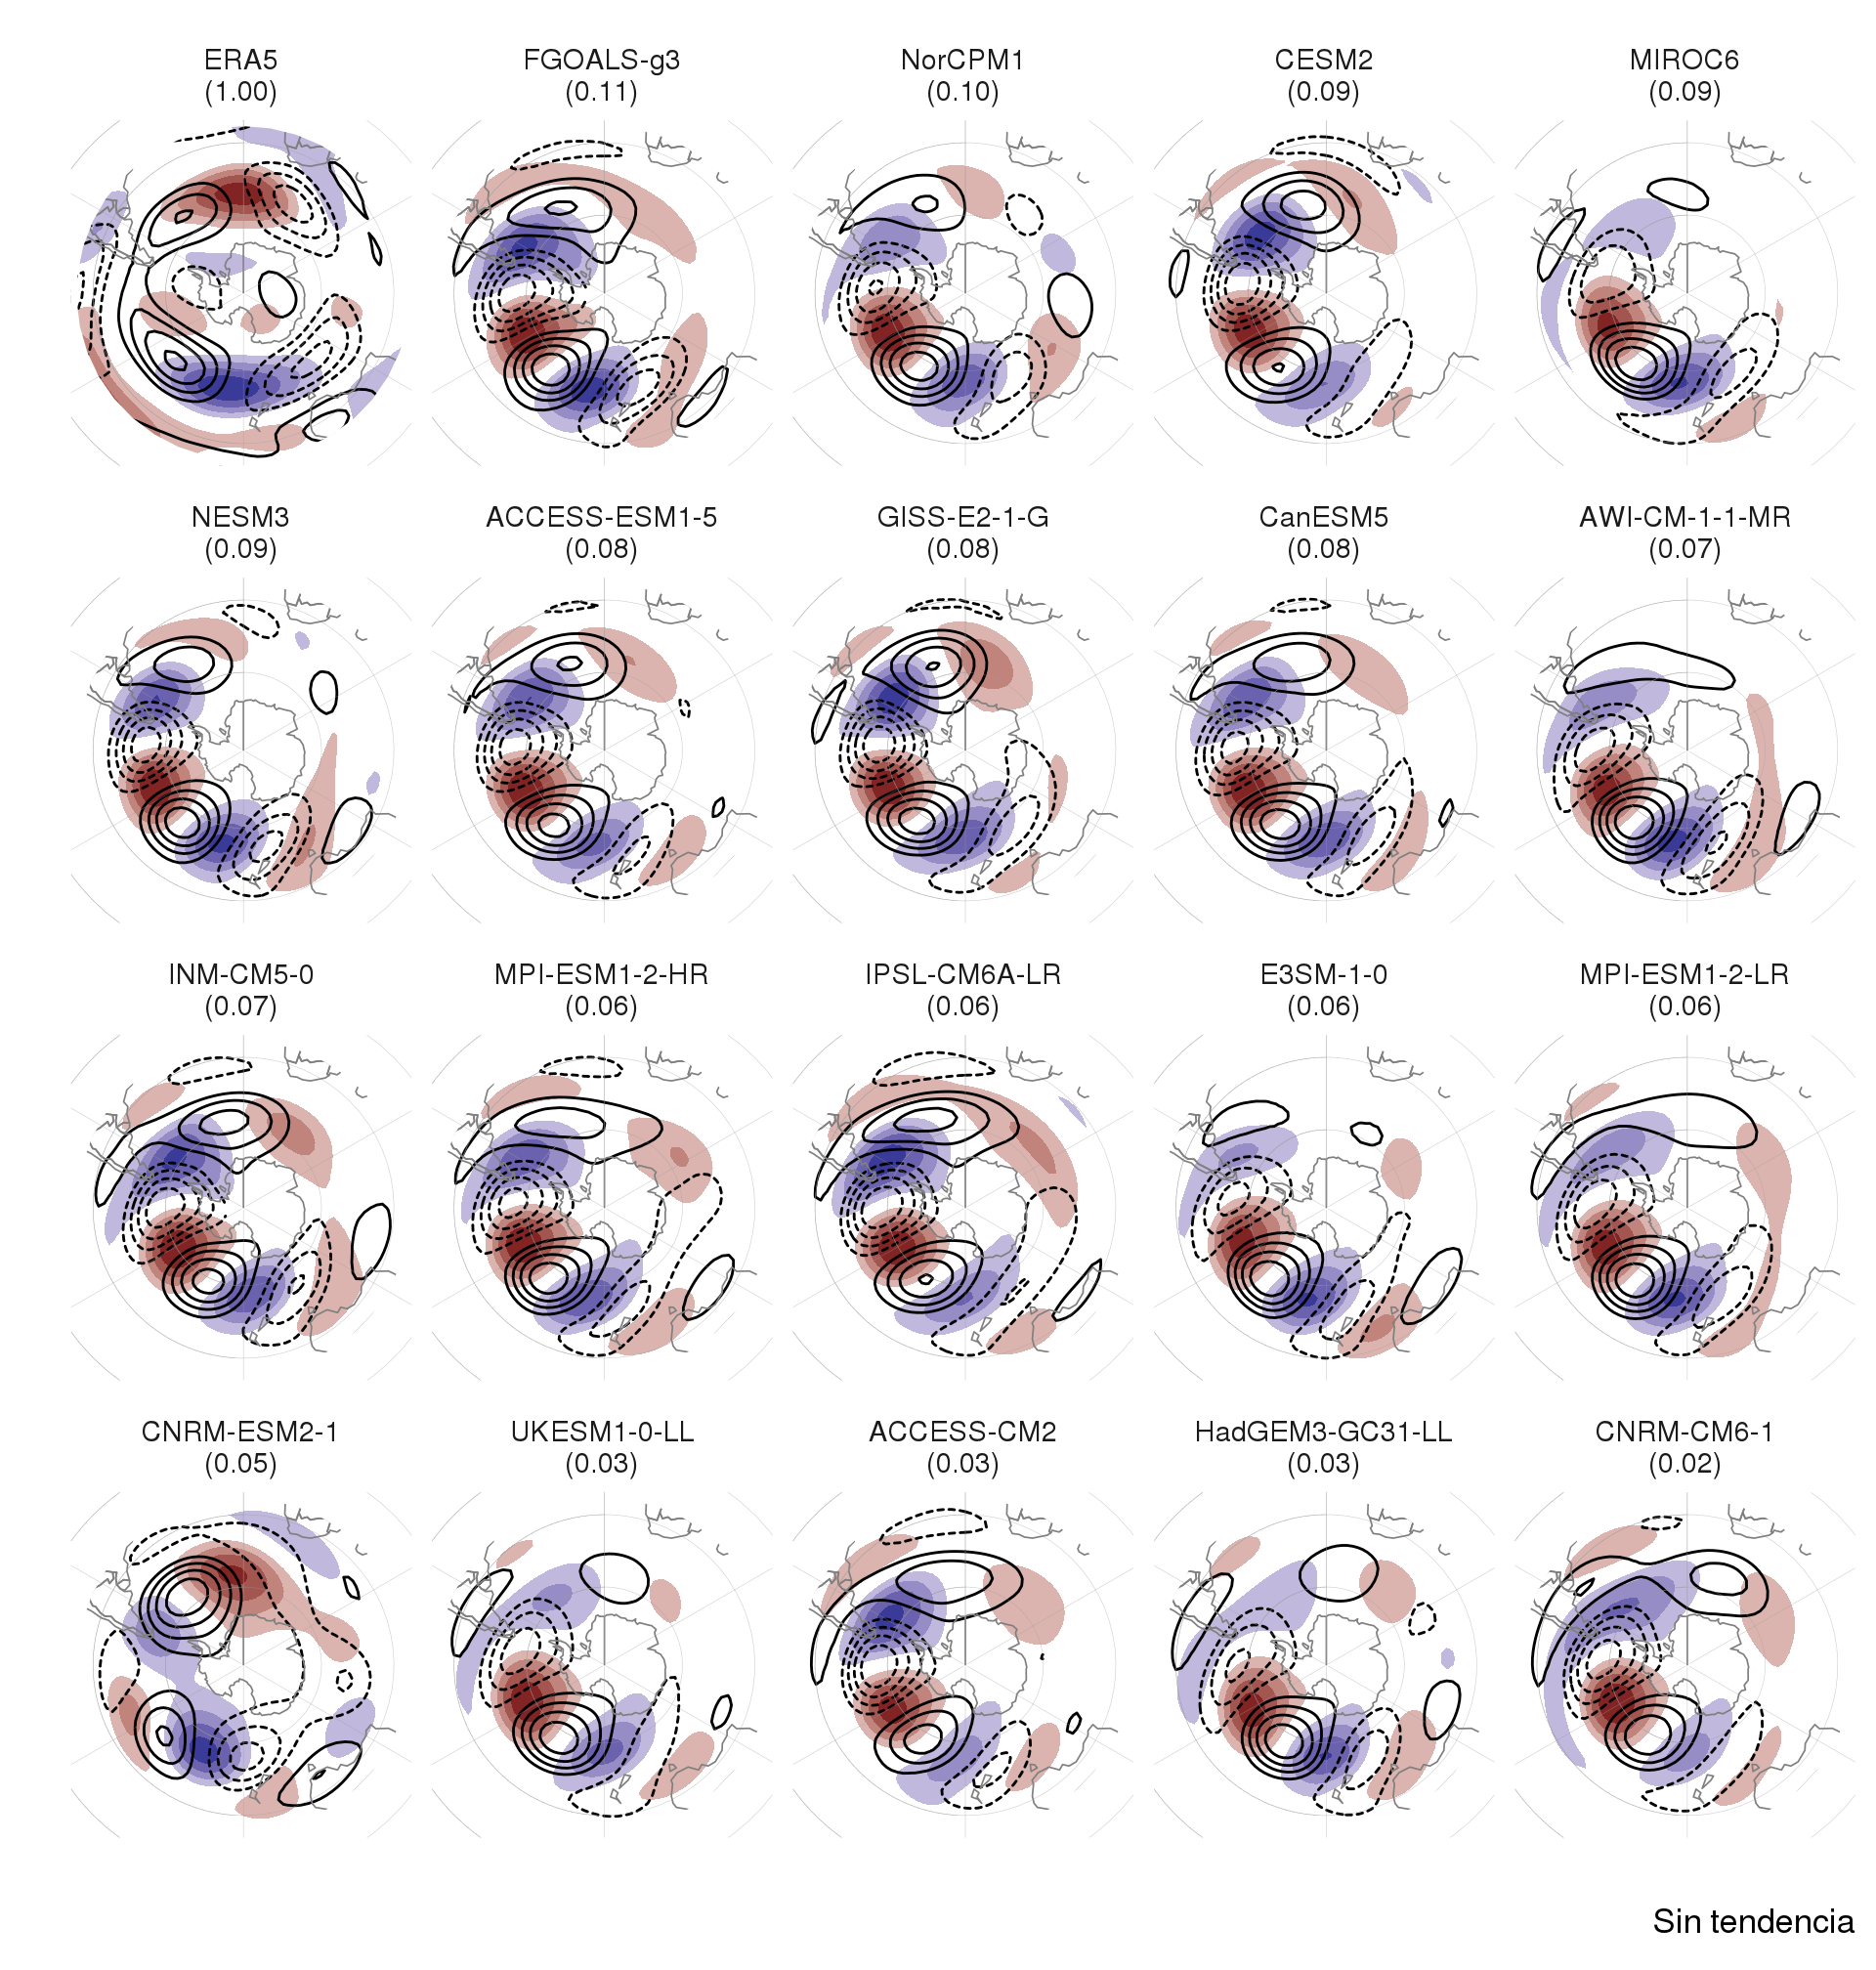 ERA5
(1.00)
FGOALS-g3
(0.11)
NorCPM1
(0.10)
CESM2
(0.09)
MIROC6
(0.09)
NESM3
(0.09)
ACCESS-ESM1-5
(0.08)
GISS-E2-1-G
(0.08)
CanESM5
(0.08)
AWI-CM-1-1-MR
(0.07)
INM-CM5-0
(0.07)
MPI-ESM1-2-HR
(0.06)
IPSL-CM6A-LR
(0.06)
E3SM-1-0
(0.06)
MPI-ESM1-2-LR
(0.06)
CNRM-ESM2-1
(0.05)
UKESM1-0-LL
(0.03)
ACCESS-CM2
(0.03)
HadGEM3-GC31-LL
(0.03)
CNRM-CM6-1
(0.02)
Sin tendencia